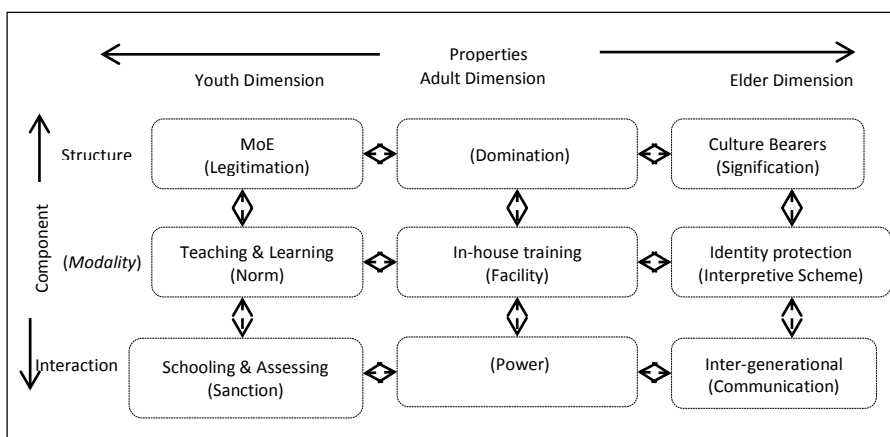 Properties
Youth Dimension Adult Dimension Elder Dimension
Structure
MoE
(Legitimation)
(Domination)
Culture Bearers
(Signification)
Component
(Modality)
Teaching & Learning
(Norm)
In-house training
(Facility)
Identity protection
(Interpretive Scheme)
Interaction
Schooling & Assessing
(Sanction)
(Power)
Inter-generational
(Communication)